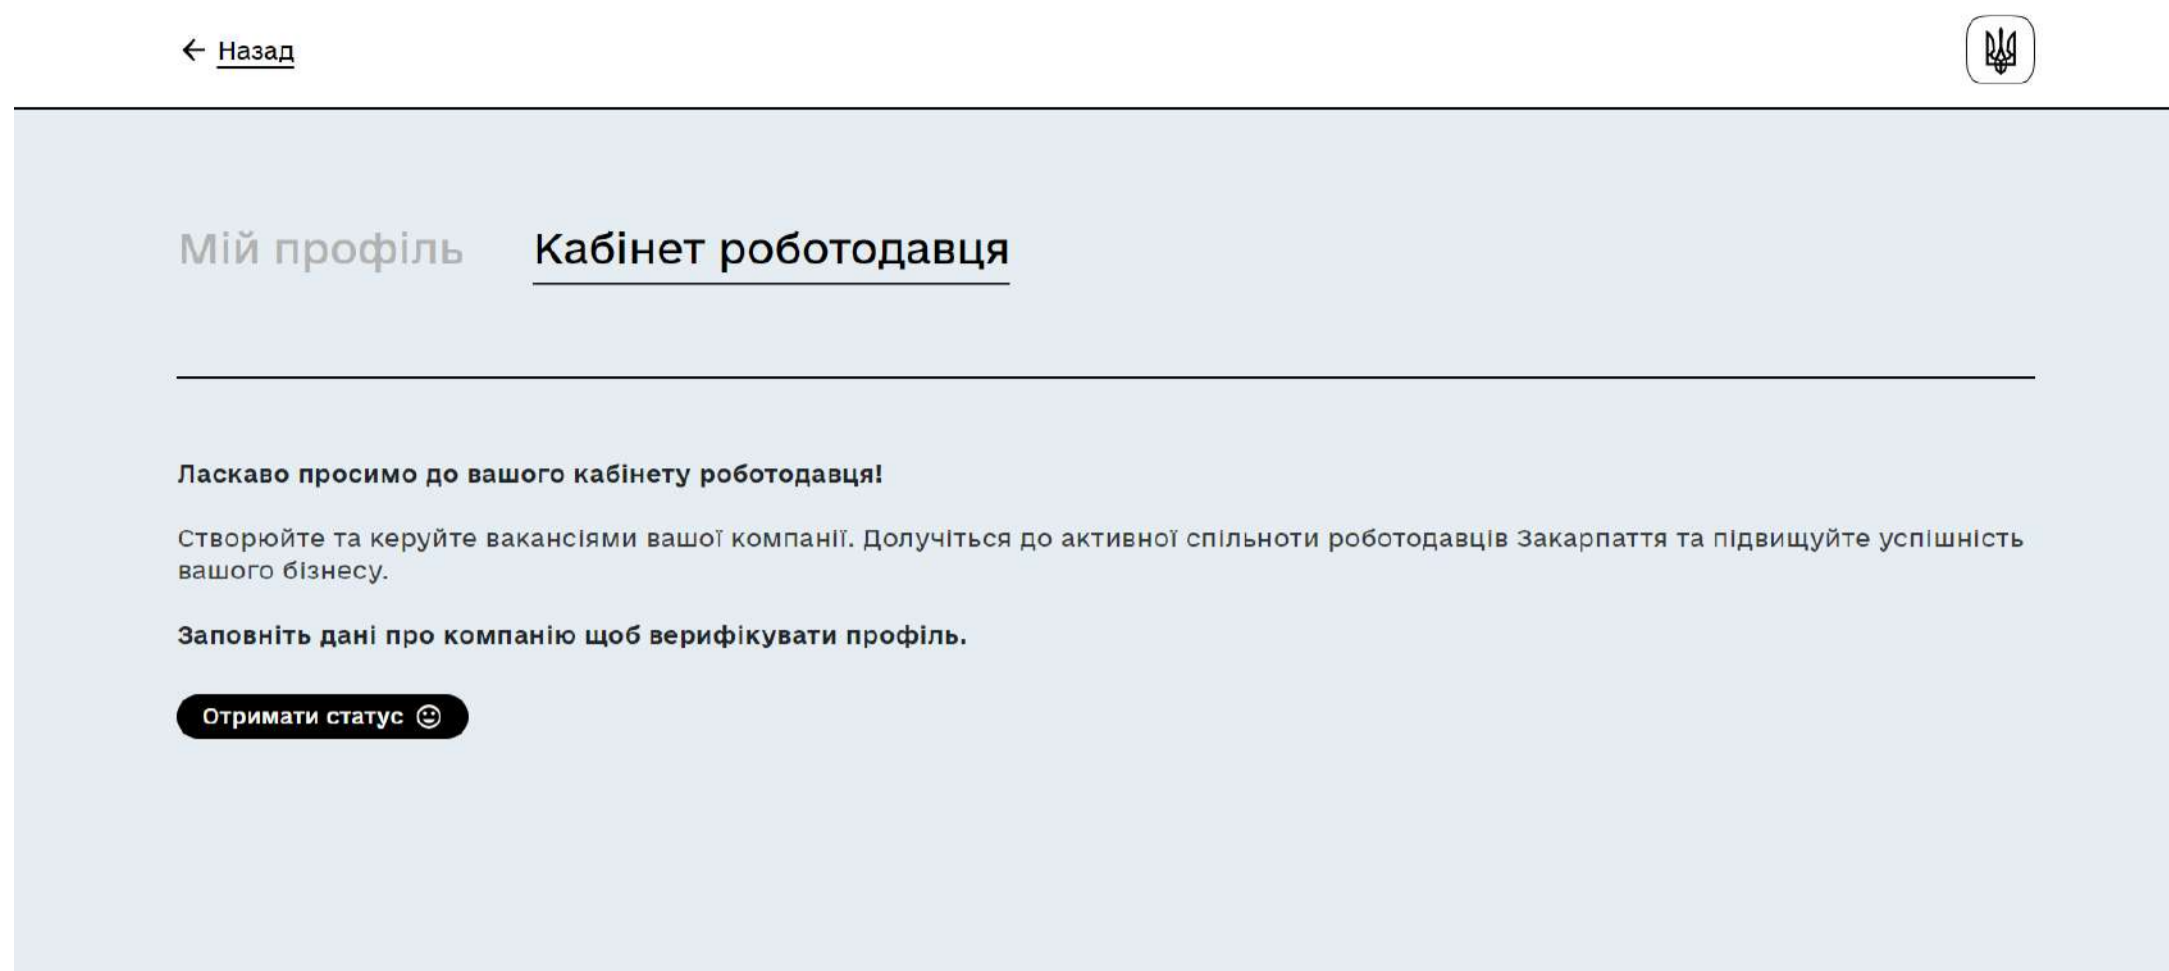 ← Назад
Мій профіль Кабінет роботодавця
Ласкаво просимо до вашого кабінету роботодавця!
Створюйте та керуйте вакансіями вашої компанії. Долучіться до активної спільноти роботодавців Закарпаття та підвищуйте успішність
вашого бізнесу.
Заповніть дані про компанію щоб верифікувати профіль.
Отримати статус